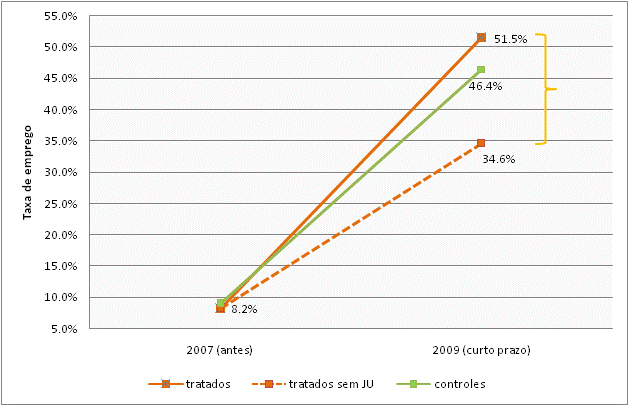 55.0%
50.0%
45.0%
40.0%
35.0%
30.0%
25.0%
20.0%
15.0%
10.0%
5.0%
Taxa de emprego
51.5%
46.4%
34.6%
8.2%
2007 (antes)
2009 (curto prazo)
tratados
tratados sem JU
controles